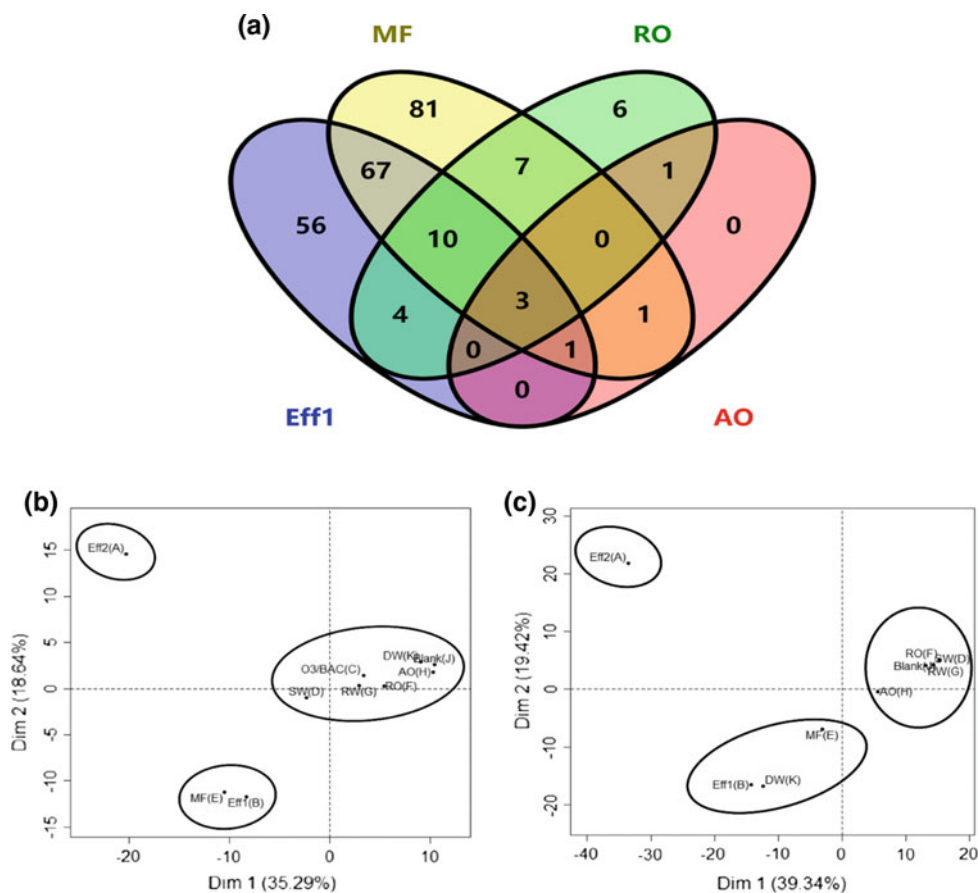 (a)
MF
RO
81
6
67
7
1
56
10
0
0
4
3
1
0
1
0
Eff1
AO
(b)
Dim 2 (18.64%)
15
10
5
0
-5
-10
-15
Eff2(A)
O3/BAC(C)
DW(K)
Blank(J)
AO(H)
SW(D)
RW(G)
RO(F)
MF(E)
Eff1(B)
-20
-10
0
10
Dim 1 (35.29%)
(c)
Dim 2 (19.42%)
30
20
10
0
-10
-20
Eff2(A)
RO(F)
SW(D)
RW(G)
AO(H)
MF(E)
Eff1(B)
DW(K)
-40
-30
-20
-10
0
10
20
Dim 1 (39.34%)